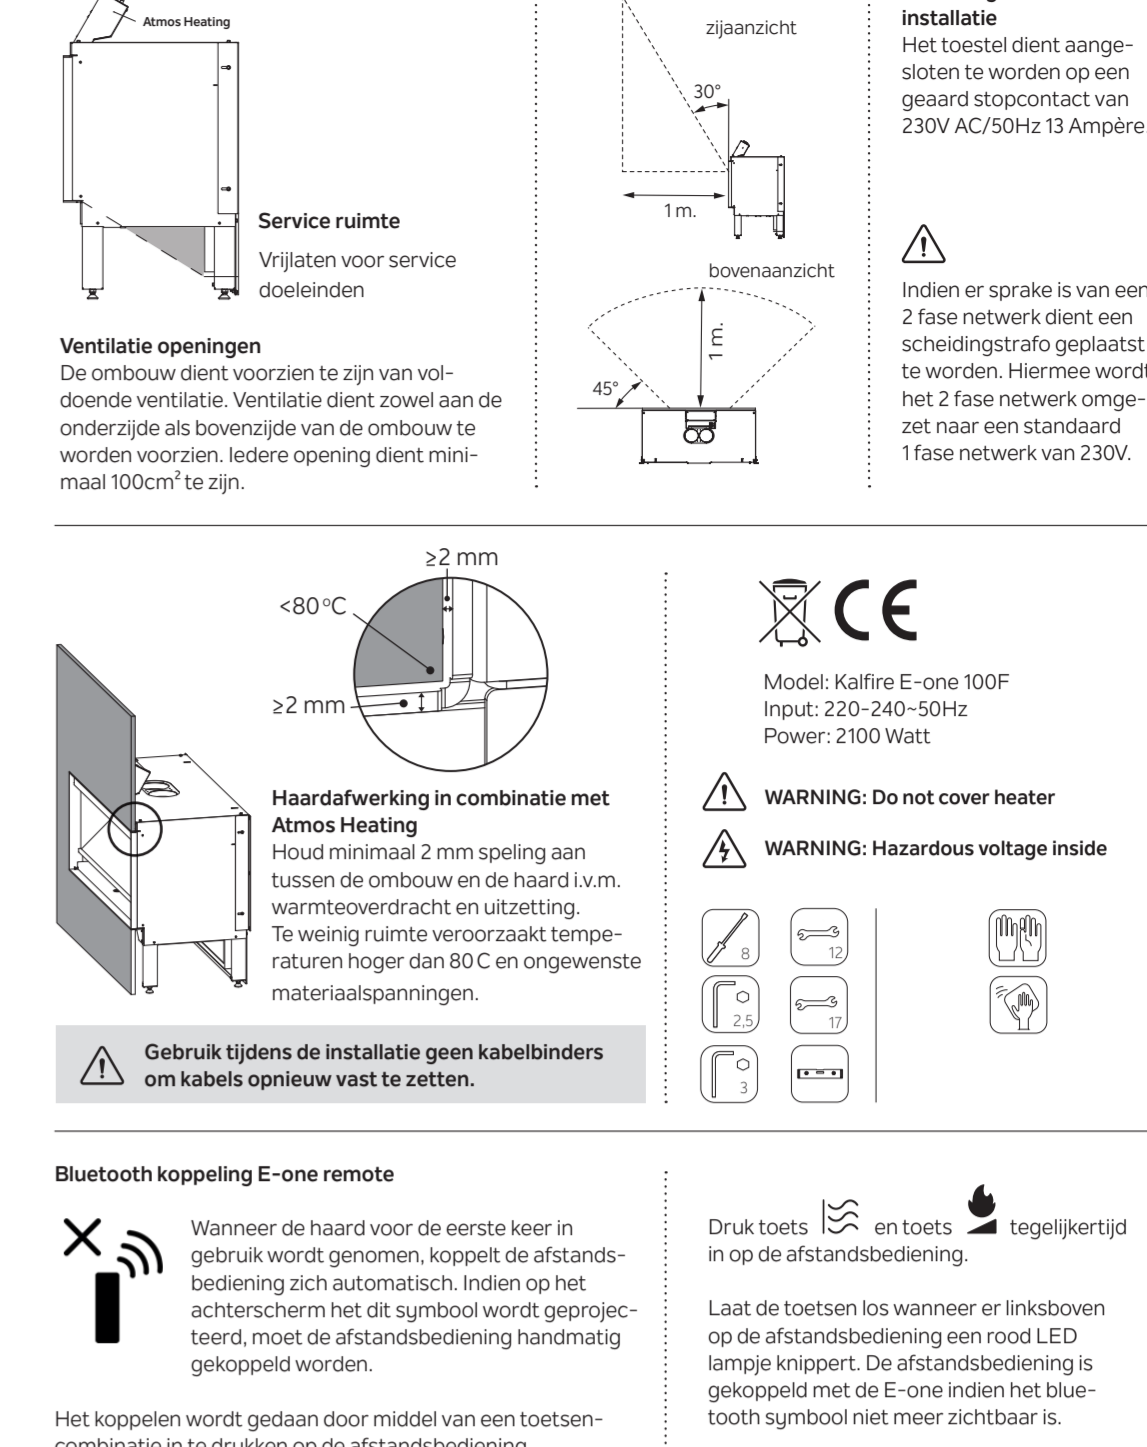 Atmos Heating
Service ruimte
Vrijlaten voor service
doeleinden
Ventilatie openingen
De ombouw dient voorzien te zijn van vol-
doende ventilatie. Ventilatie dient zowel aan de
onderzijde als bovenzijde van de ombouw te
worden voorzien. Iedere opening dient mini-
maal 100cm² te zijn.
zijaanzicht
30°
1 m.
bovenaanzicht
1 m.
45°
installatie
Het toestel dient aange-
sloten te worden op een
geaard stopcontact van
230V AC/50Hz 13 Ampère
Indien er sprake is van een
2 fase netwerk dient een
scheidingstrafo geplaatst
te worden. Hiermee wordt
het 2 fase netwerk omge-
zet naar een standaard
1 fase netwerk van 230V.
≥2 mm
<80 °C
≥2 mm
Haardafwerking in combinatie met
Atmos Heating
Houd minimaal 2 mm speling aan
tussen de ombouw en de haard i.v.m.
warmteoverdracht en uitzetting.
Te weinig ruimte veroorzaakt tempe-
raturen hoger dan 80 C en ongewenste
materiaalspanningen.
Gebruik tijdens de installatie geen kabelbinders
om kabels opnieuw vast te zetten.
CE
Model: Kalfire E-one 100F
Input: 220-240~50Hz
Power: 2100 Watt
WARNING: Do not cover heater
WARNING: Hazardous voltage inside
8
12
2,5
17
3
Bluetooth koppeling E-one remote
Wanneer de haard voor de eerste keer in
gebruik wordt genomen, koppelt de afstands-
bediening zich automatisch. Indien op het
achterscherm het dit symbool wordt geprojec-
teerd, moet de afstandsbediening handmatig
gekoppeld worden.
Het koppelen wordt gedaan door middel van een toetsen-
combinatie in te drukken op de afstandsbediening
Druk toets en toets tegelijkertijd
in op de afstandsbediening.
Laat de toetsen los wanneer er linksboven
op de afstandsbediening een rood LED
lampje knippert. De afstandsbediening is
gekoppeld met de E-one indien het blue-
tooth symbool niet meer zichtbaar is.